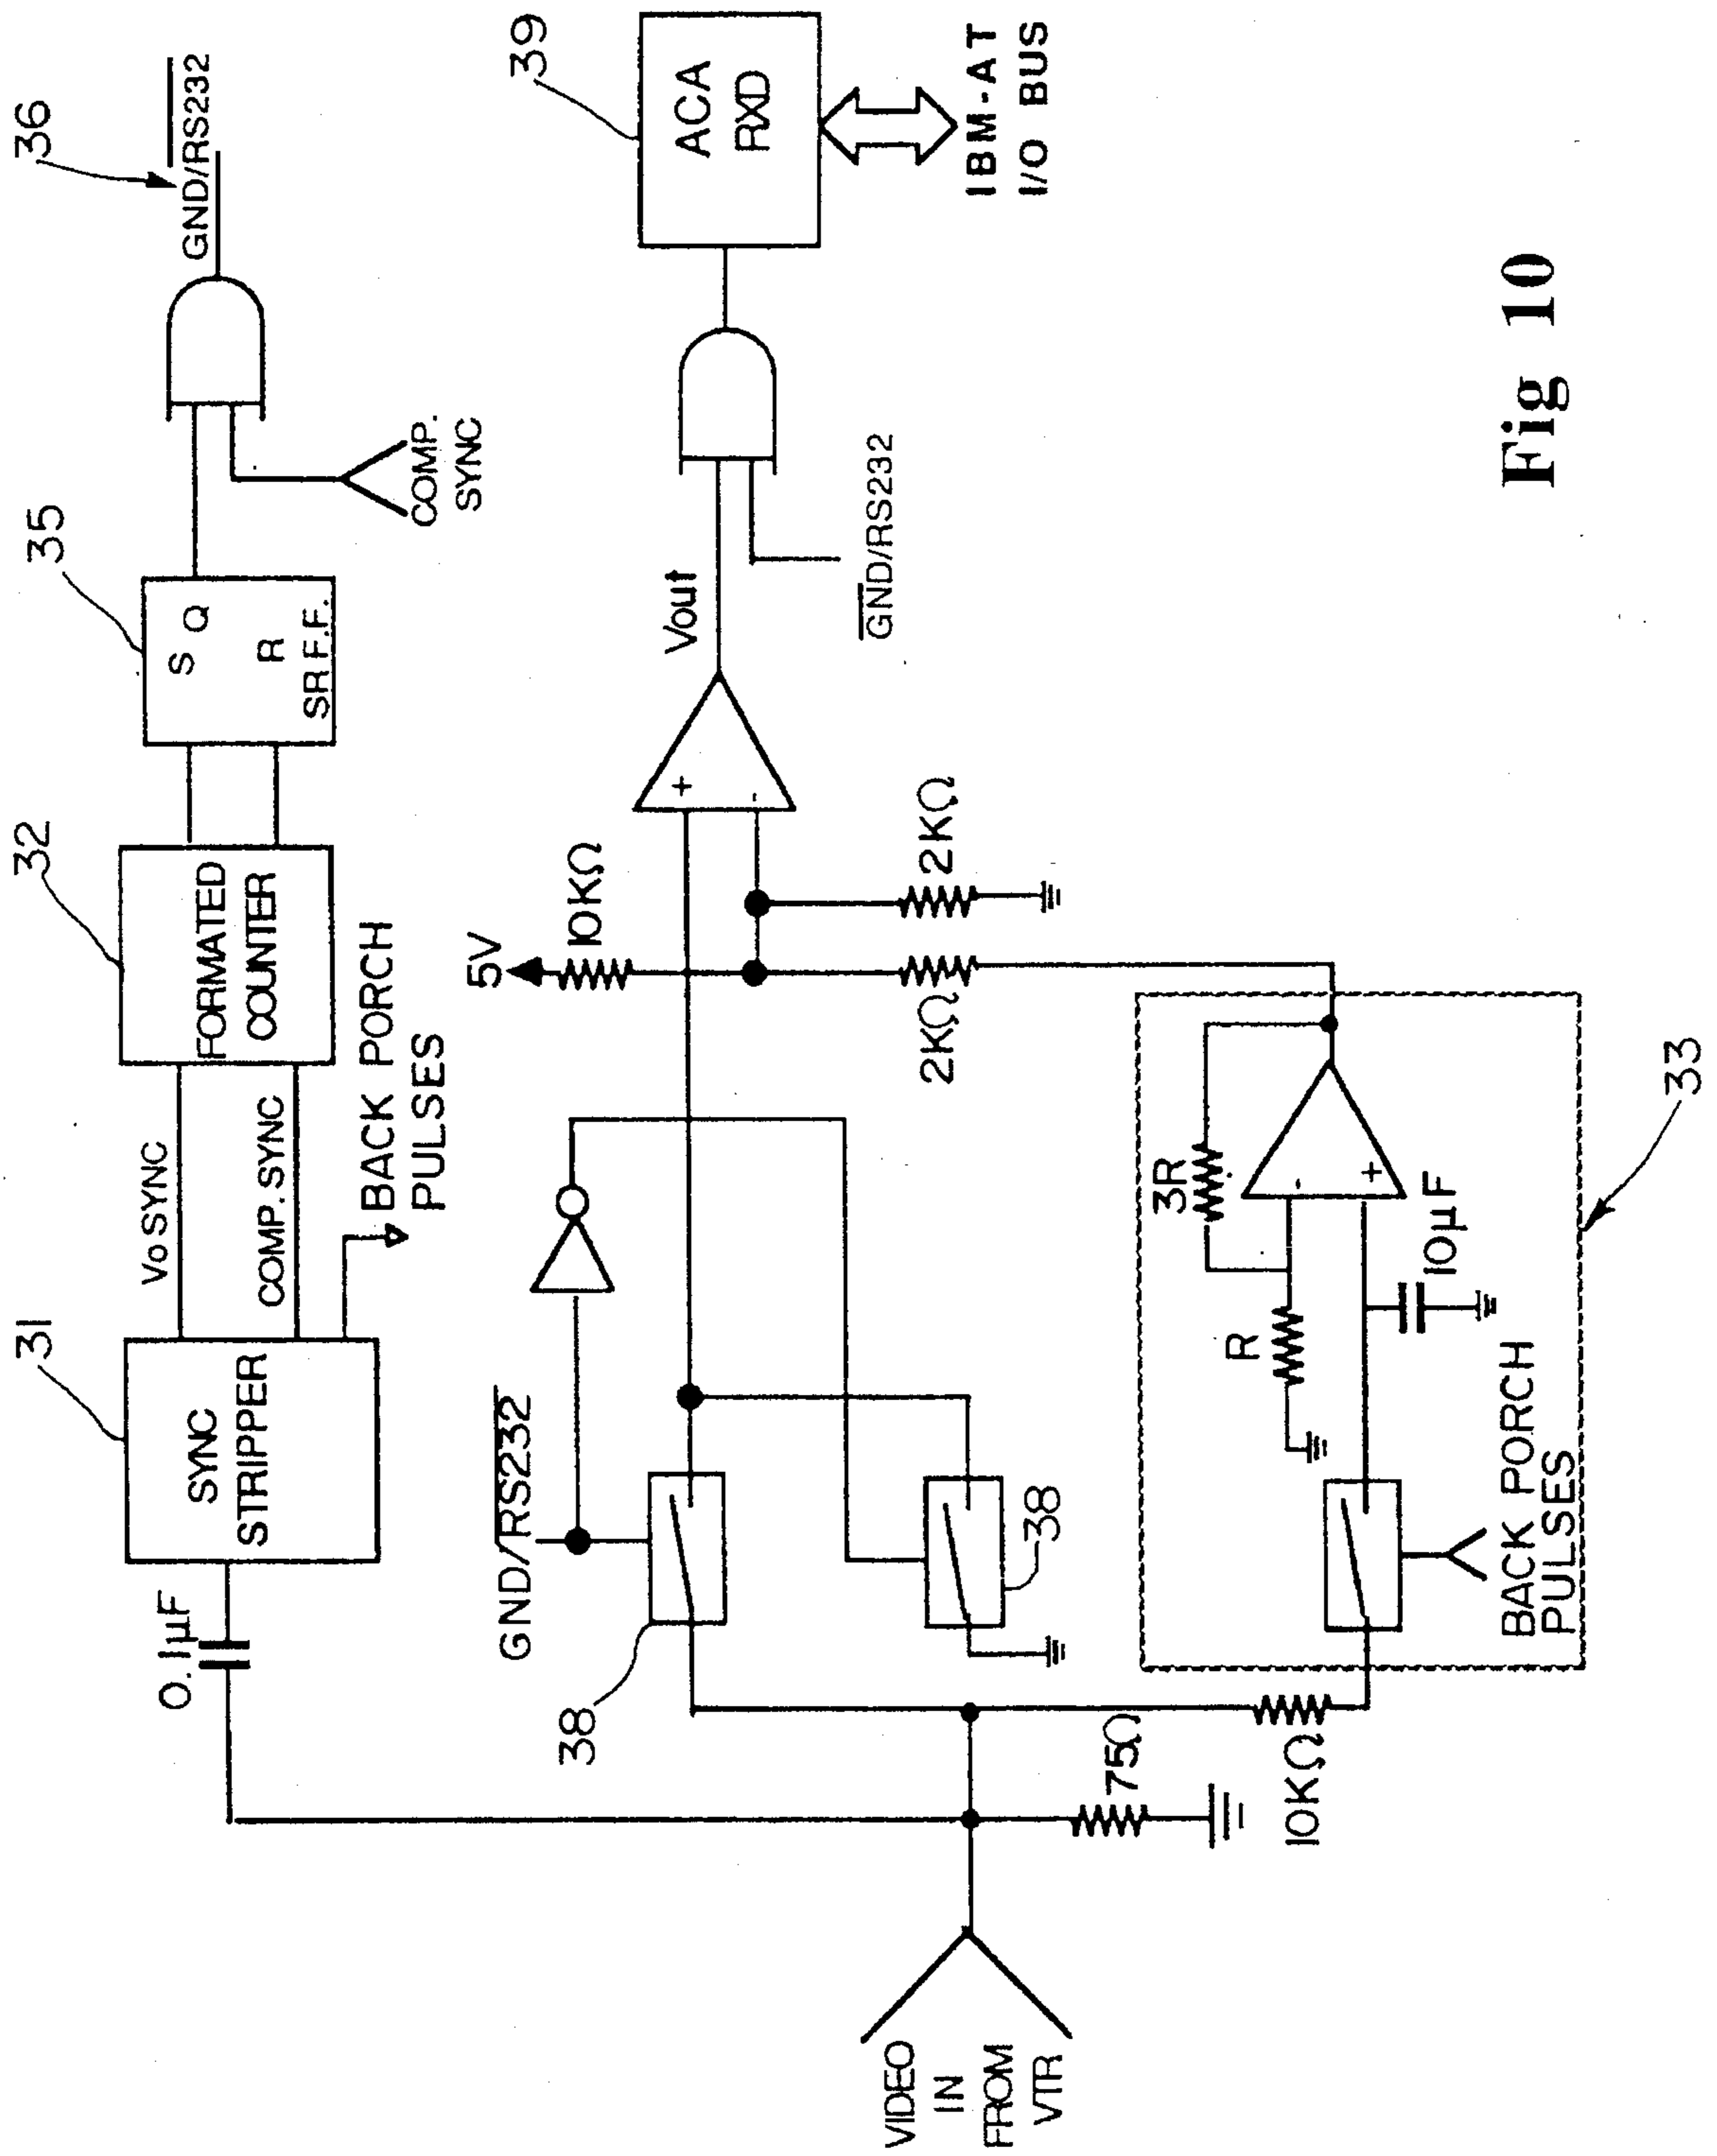 36
GND/RS232
39
ACA
RXD
IBM-AT
I/O BUS
COMP.
SYNC
35
S Q
R
SR F.F.
Vout
GND/RS232
32
FORMATED
COUNTER
VO SYNC
COMP. SYNC
BACK PORCH
PULSES
5V
10KΩ
+
-
2KΩ
2KΩ
31
SYNC
STRIPPER
0.1µF
GND/RS232
38
38
3R
R
-
+
10µF
BACK PORCH
PULSES
33
75Ω
10KΩ
VIDEO
IN
FROM
VTR
Fig 10